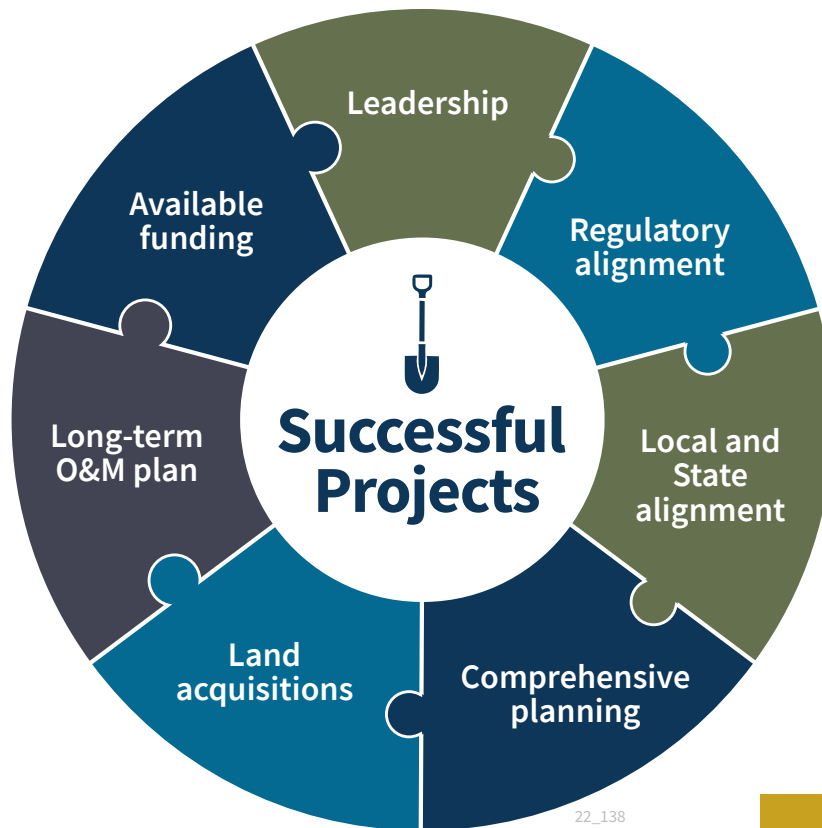 Leadership
Regulatory
alignment
Local and
State
alignment
Comprehensive
planning
Land
acquisitions
Long-term
O&M plan
Available
funding
Successful
Projects
22_138